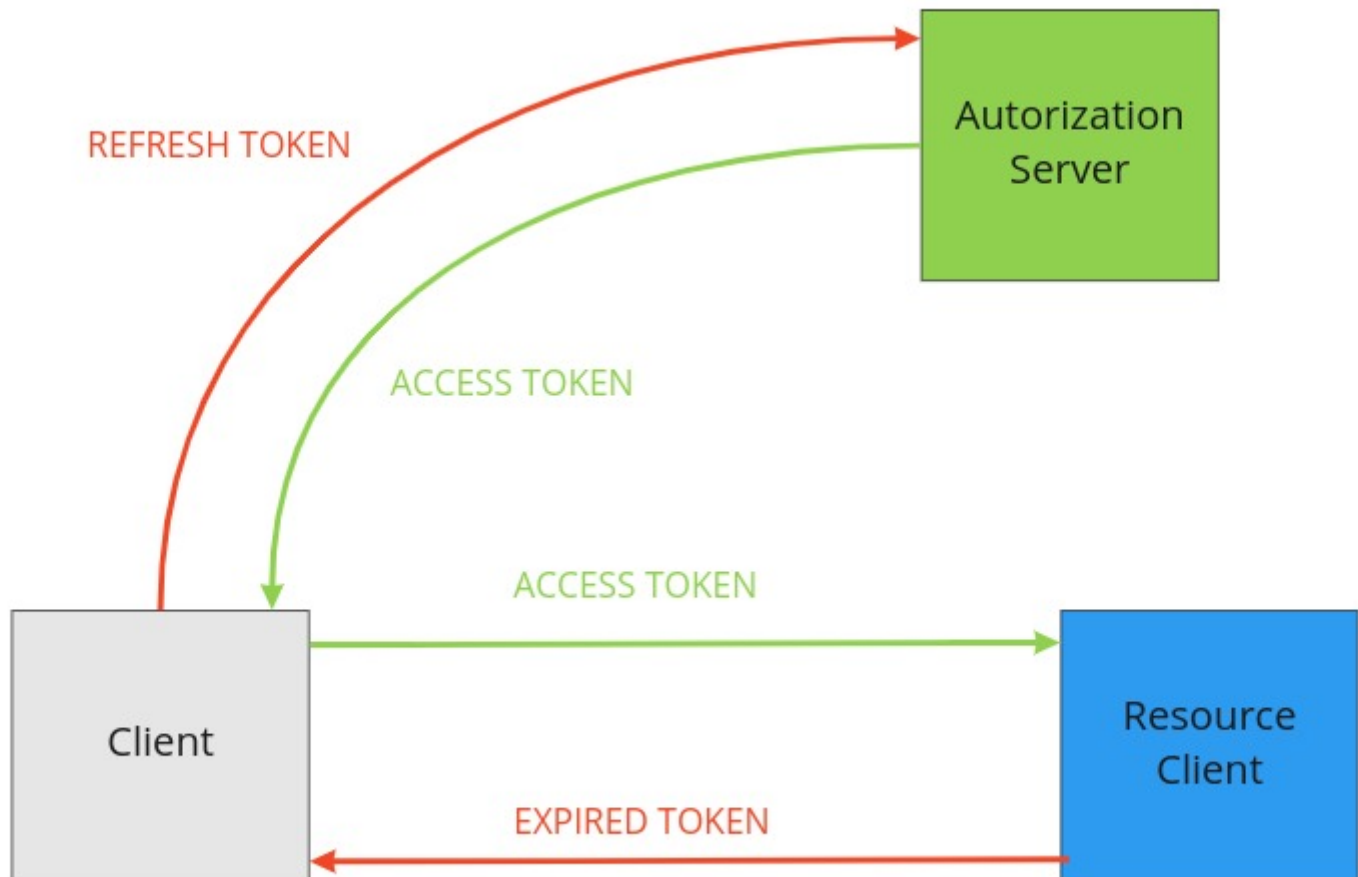 Autorization
Server
REFRESH TOKEN
ACCESS TOKEN
ACCESS TOKEN
Client
Resource
Client
EXPIRED TOKEN